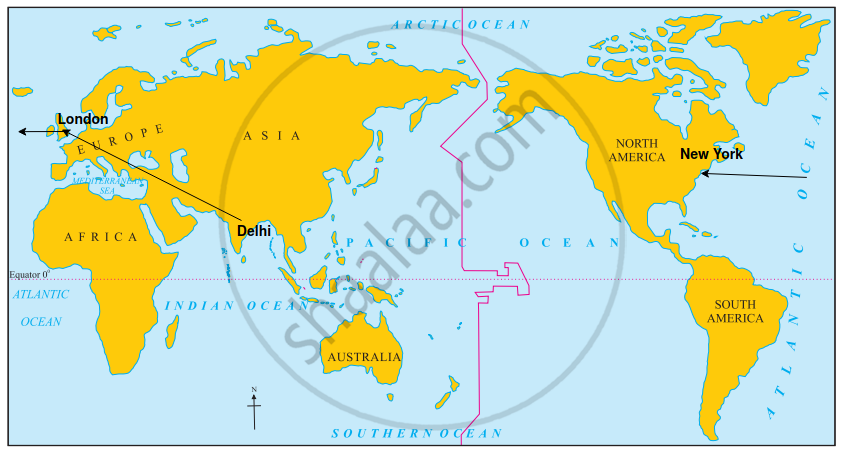 ARCTIC OCEAN
London
EUROPE
ASIA
NORTH
AMERICA
New York
MEDITERRANEAN
SEA
AFRICA
Delhi
PACIFIC OCEAN
ATLANTIC OCEAN
Equator 0°
ATLANTIC
OCEAN
INDIAN OCEAN
SOUTH
AMERICA
AUSTRALIA
N
SOUTHERN OCEAN
shaalaa.com